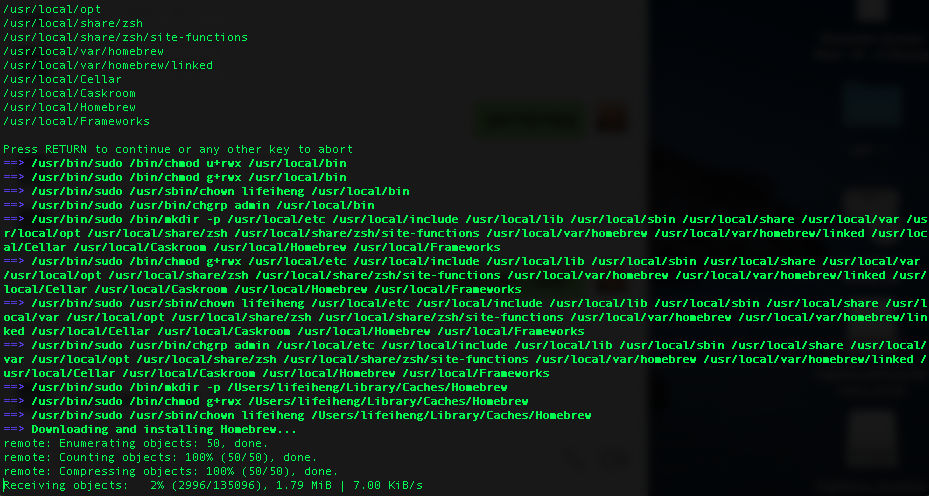 /usr/local/opt
/usr/local/share/zsh
/usr/local/share/zsh/site-functions
/usr/local/var/homebrew
/usr/local/var/homebrew/linked
/usr/local/Cellar
/usr/local/Caskroom
/usr/local/Homebrew
/usr/local/Frameworks
Press RETURN to continue or any other key to abort
==> /usr/bin/sudo /bin/chmod u+rwx /usr/local/bin
==> /usr/bin/sudo /bin/chmod g+rwx /usr/local/bin
==> /usr/bin/sudo /usr/sbin/chown lifeiheng /usr/local/bin
==> /usr/bin/sudo /usr/bin/chgrp admin /usr/local/bin
==> /usr/bin/sudo /bin/mkdir -p /usr/local/etc /usr/local/include /usr/local/lib /usr/local/sbin /usr/local/share /usr/local/var /us
r/local/opt /usr/local/share/zsh /usr/local/share/zsh/site-functions /usr/local/var/homebrew /usr/local/var/homebrew/linked /usr/loc
al/Cellar /usr/local/Caskroom /usr/local/Homebrew /usr/local/Frameworks
==> /usr/bin/sudo /bin/chmod g+rwx /usr/local/etc /usr/local/include /usr/local/lib /usr/local/sbin /usr/local/share /usr/local/var
/usr/local/opt /usr/local/share/zsh /usr/local/share/zsh/site-functions /usr/local/var/homebrew /usr/local/var/homebrew/linked /usr/
local/Cellar /usr/local/Caskroom /usr/local/Homebrew /usr/local/Frameworks
==> /usr/bin/sudo /usr/sbin/chown lifeiheng /usr/local/etc /usr/local/include /usr/local/lib /usr/local/sbin /usr/local/share /usr/l
ocal/var /usr/local/opt /usr/local/share/zsh /usr/local/share/zsh/site-functions /usr/local/var/homebrew /usr/local/var/homebrew/lin
ked /usr/local/Cellar /usr/local/Caskroom /usr/local/Homebrew /usr/local/Frameworks
==> /usr/bin/sudo /usr/bin/chgrp admin /usr/local/etc /usr/local/include /usr/local/lib /usr/local/sbin /usr/local/share /usr/local/
var /usr/local/opt /usr/local/share/zsh /usr/local/share/zsh/site-functions /usr/local/var/homebrew /usr/local/var/homebrew/linked /
usr/local/Cellar /usr/local/Caskroom /usr/local/Homebrew /usr/local/Frameworks
==> /usr/bin/sudo /bin/mkdir -p /Users/lifeiheng/Library/Caches/Homebrew
==> /usr/bin/sudo /bin/chmod g+rwx /Users/lifeiheng/Library/Caches/Homebrew
==> /usr/bin/sudo /usr/sbin/chown lifeiheng /Users/lifeiheng/Library/Caches/Homebrew
==> Downloading and installing Homebrew...
remote: Enumerating objects: 50, done.
remote: Counting objects: 100% (50/50), done.
remote: Compressing objects: 100% (50/50), done.
Receiving objects:   2% (2996/135096), 1.79 MiB | 7.00 KiB/s